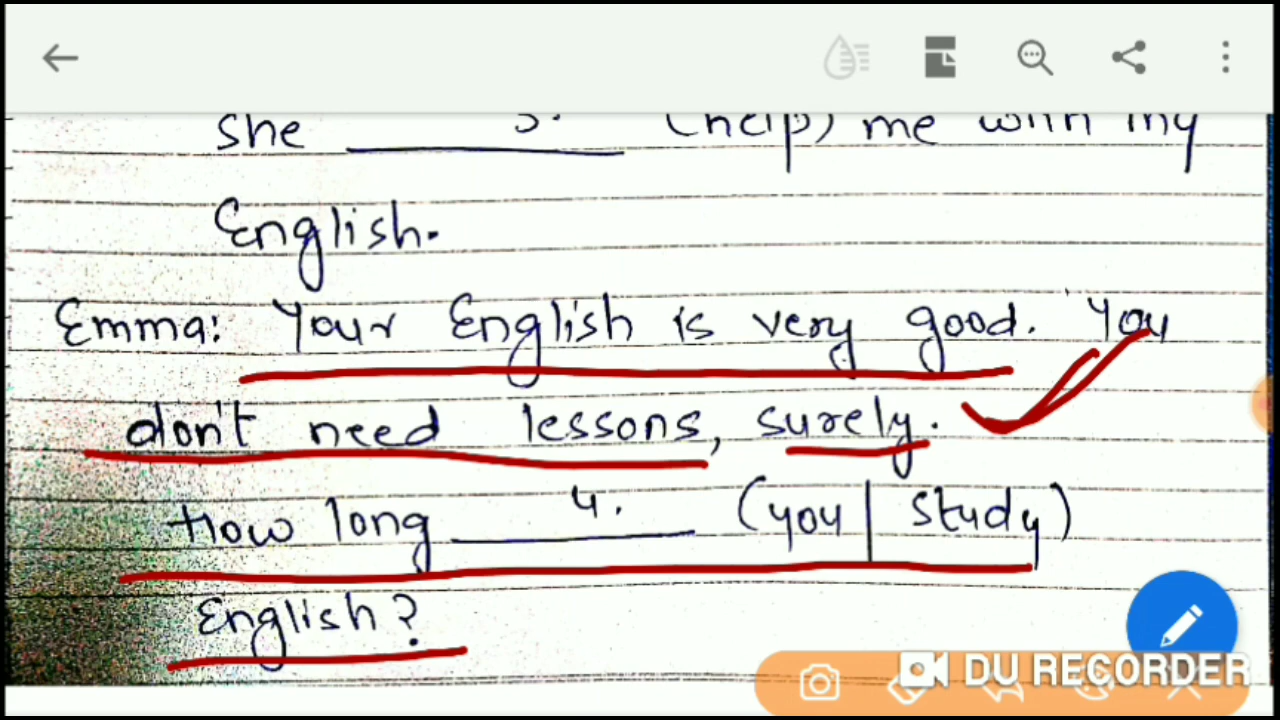 she 3. (help) me with my
English.
Emma: Your English is very good. You
don't need lessons, surely.
How long 4. (you | study)
English?
DU RECORDER